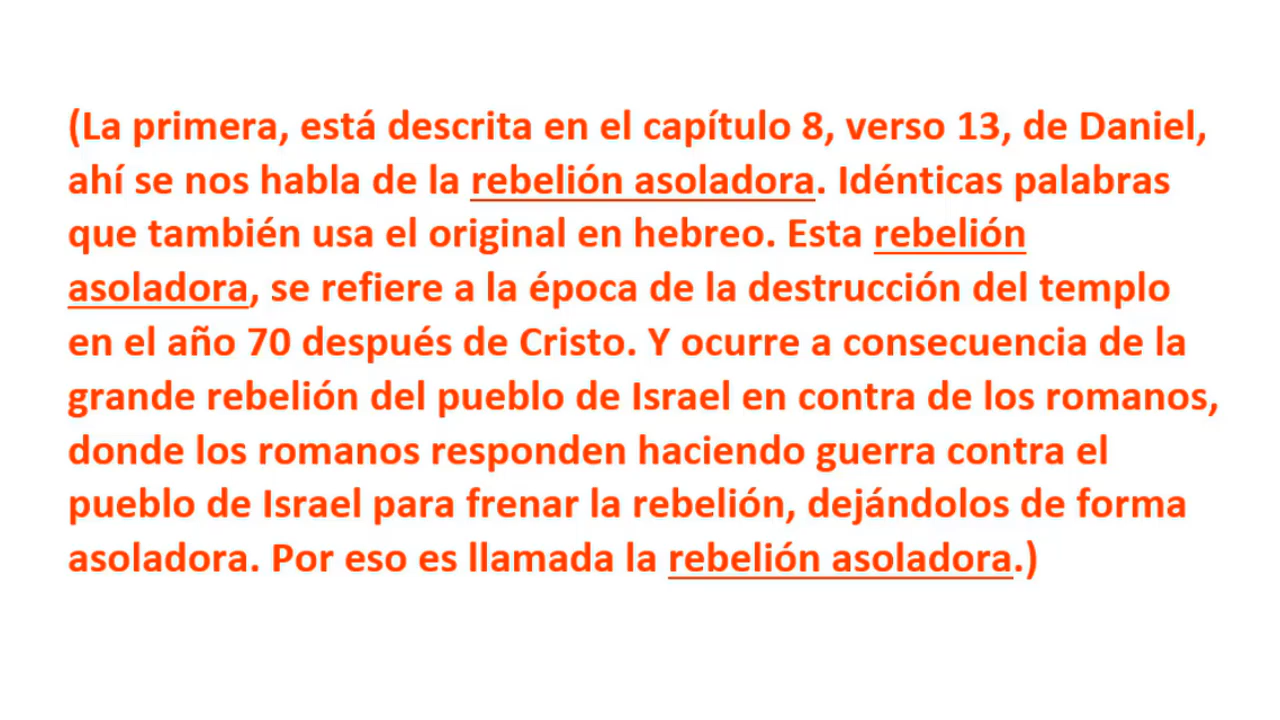 (La primera, está descrita en el capítulo 8, verso 13, de Daniel,
ahí se nos habla de la rebelión asoladora. Idénticas palabras
que también usa el original en hebreo. Esta rebelión
asoladora, se refiere a la época de la destrucción del templo
en el año 70 después de Cristo. Y ocurre a consecuencia de la
grande rebelión del pueblo de Israel en contra de los romanos,
donde los romanos responden haciendo guerra contra el
pueblo de Israel para frenar la rebelión, dejándolos de forma
asoladora. Por eso es llamada la rebelión asoladora.)